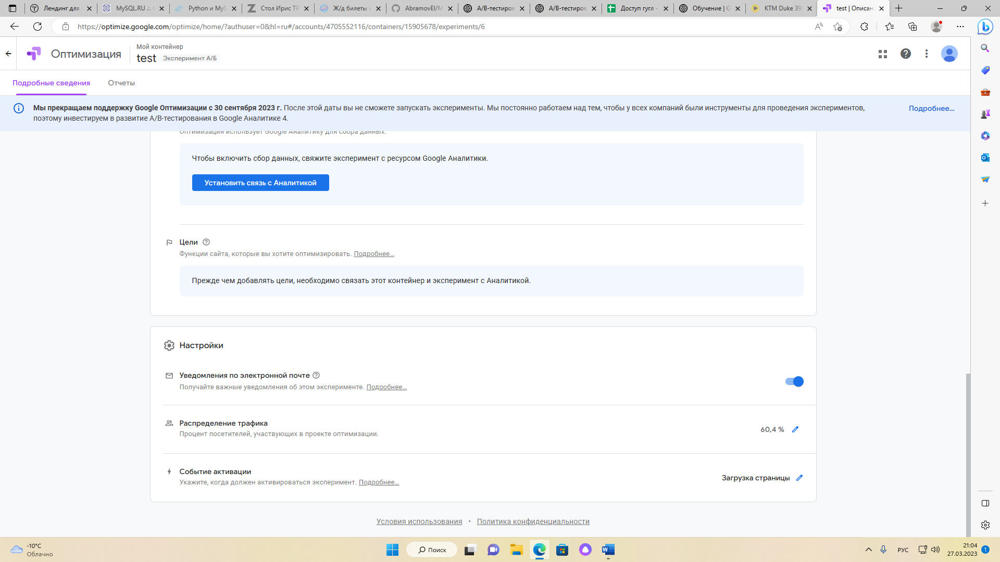 Лендинг для
MySQL.RU .:.
Python и MyS
Стол Ирис ТР
Ж/д билеты
AbramovEI/M
А/В-тестиров
А/В-тестиров
Доступ гугл -
Обучение | G
KTM Duke 39
test | Описан
https://optimize.google.com/optimize/home/?authuser=0&hl=ru#/accounts/4705552116/containers/15905678/experiments/6
Оптимизация
Мой контейнер
test Эксперимент А/Б
Подробные сведения Отчеты
Мы прекращаем поддержку Google Оптимизации с 30 сентября 2023 г. После этой даты вы не сможете запускать эксперименты. Мы постоянно работаем над тем, чтобы у всех компаний были инструменты для проведения экспериментов,
поэтому инвестируем в развитие A/B-тестирования в Google Аналитике 4.
Подробнее…
Оптимизация использует Google Аналитику для сбора данных.
Чтобы включить сбор данных, свяжите эксперимент с ресурсом Google Аналитики.
Установить связь с Аналитикой
Цели
Функции сайта, которые вы хотите оптимизировать. Подробнее…
Прежде чем добавлять цели, необходимо связать этот контейнер и эксперимент с Аналитикой.
Настройки
Уведомления по электронной почте
Получайте важные уведомления об этом эксперименте. Подробнее…
Распределение трафика
Процент посетителей, участвующих в проекте оптимизации.
60,4 %
Событие активации
Укажите, когда должен активироваться эксперимент. Подробнее…
Загрузка страницы
Условия использования • Политика конфиденциальности
-10°C
Облачно
Поиск
РУС
21:04
27.03.2023
1